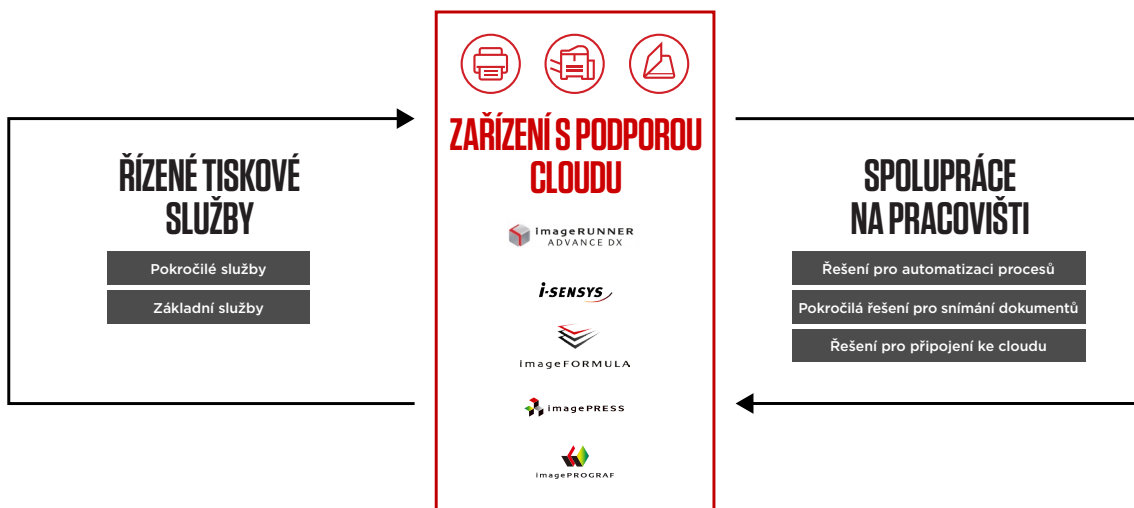 ŘÍZENÉ TISKOVÉ
SLUŽBY
Pokročilé služby
Základní služby
ZAŘÍZENÍ S PODPOROU
CLOUDU
imageRUNNER
ADVANCE DX
i-SENSYS
imageFORMULA
imagePRESS
imagePROGRAF
SPOLUPRÁCE
NA PRACOVIŠTI
Řešení pro automatizaci procesů
Pokročilá řešení pro snímání dokumentů
Řešení pro připojení ke cloudu